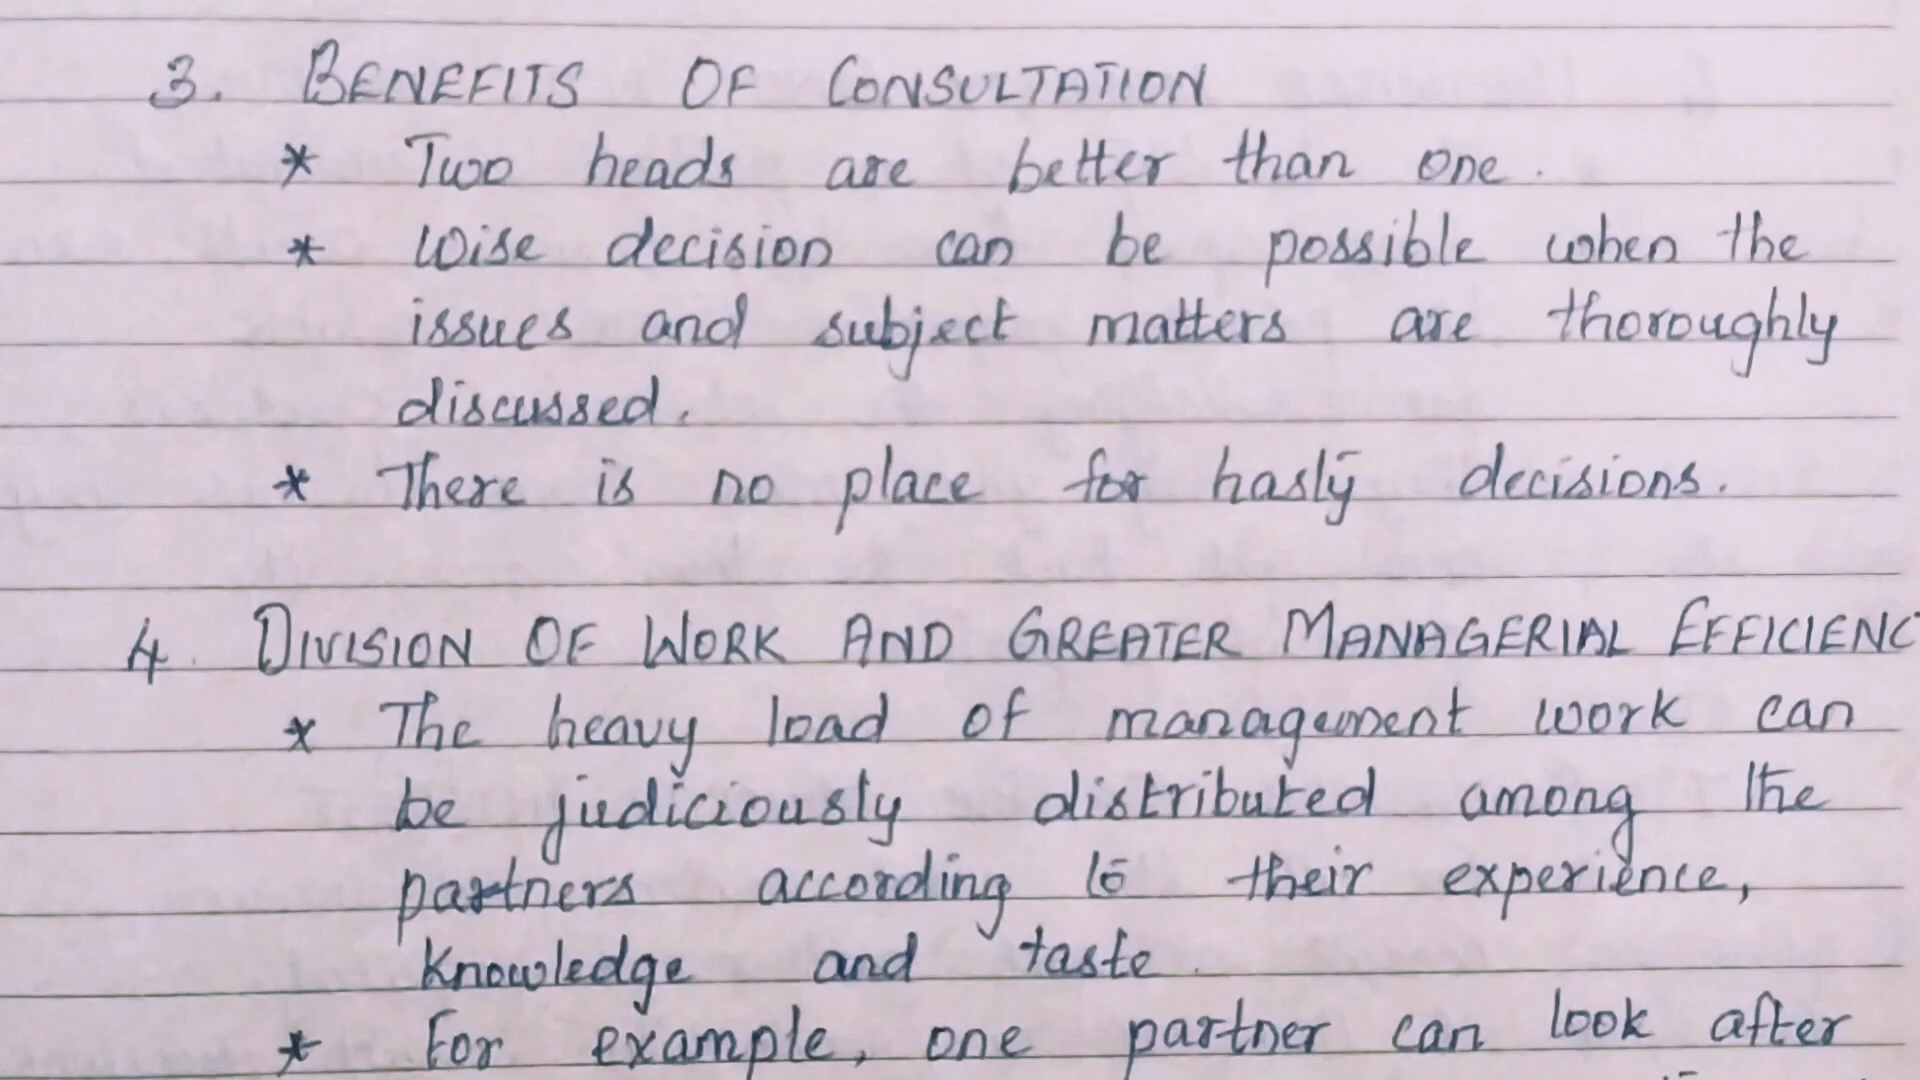 3. BENEFITS OF CONSULTATION
* Two heads are better than one.
* Wise decision can be possible when the
issues and subject matters are thoroughly
discussed.
* There is no place for hasty decisions.
4. DIVISION OF WORK AND GREATER MANAGERIAL EFFICIENC
* The heavy load of management work can
be judiciously distributed among the
partners according to their experience,
knowledge and taste.
* For example, one partner can look after